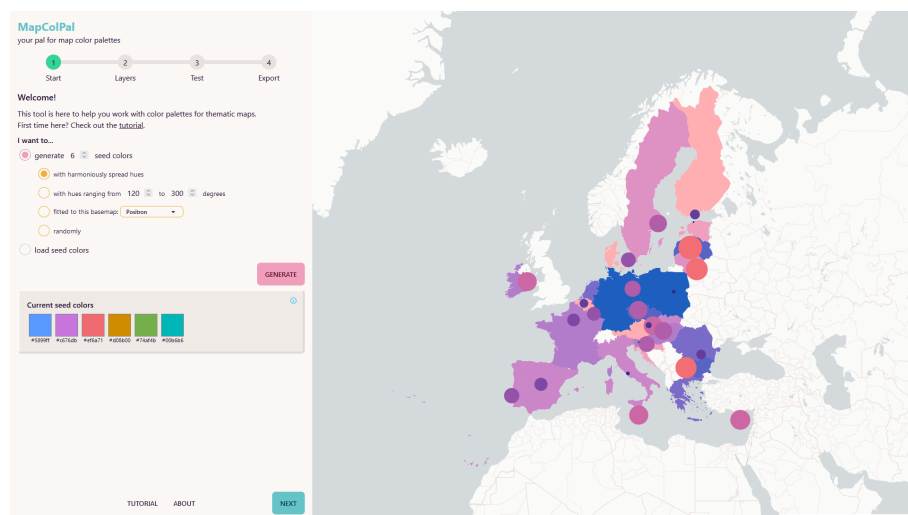 MapColPal
your pal for map color palettes
1 2 3 4
Start Layers Test Export
Welcome!
This tool is here to help you work with color palettes for thematic maps.
First time here? Check out the tutorial.
I want to...
generate 6 seed colors
with harmoniously spread hues
with hues ranging from 120 to 300 degrees
fitted to this basemap: Positron
randomly
load seed colors
GENERATE
Current seed colors
#5899ff #c676db #ef6a71 #d08b00 #74af4b #00b6b6
TUTORIAL ABOUT NEXT